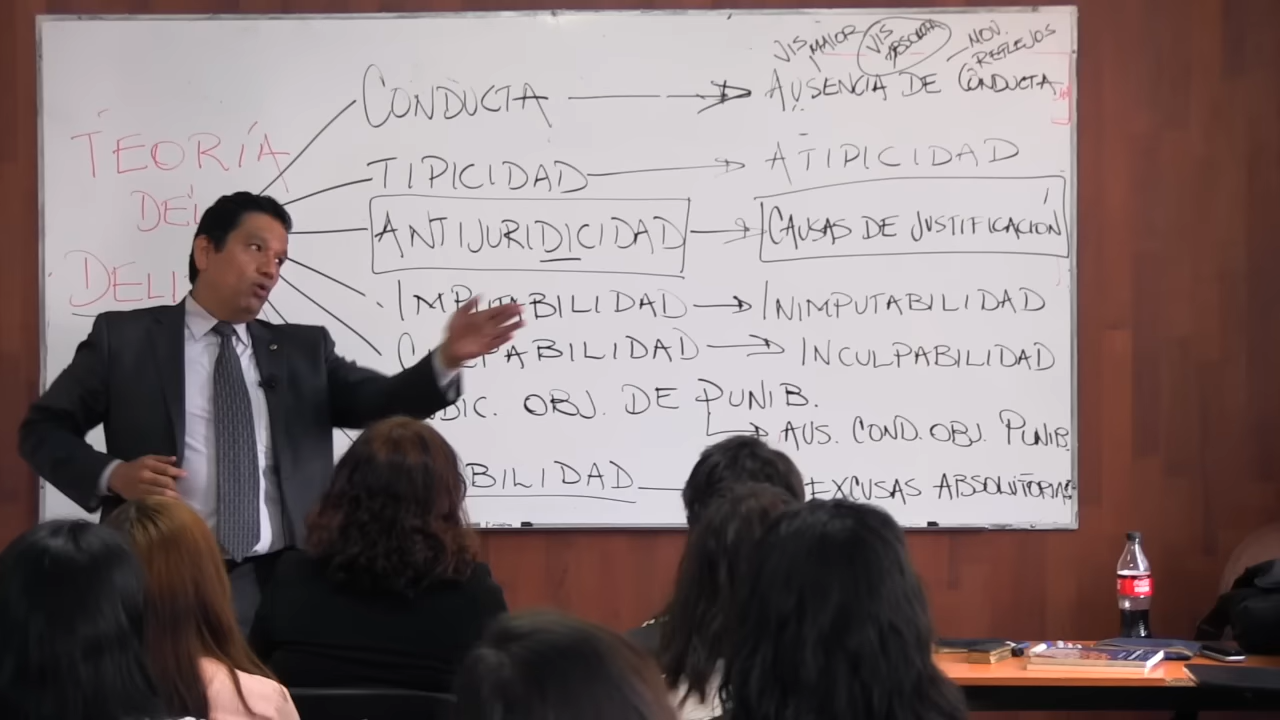 VIS MAIOR VIS ABSOLUTA MOV. REFLEJOS
CONDUCTA AUSENCIA DE CONDUCTA
TEORÍA
DEL
DELI
TIPICIDAD ATIPICIDAD
ANTIJURIDICIDAD CAUSAS DE JUSTIFICACIÓN
IMPUTABILIDAD INIMPUTABILIDAD
C PABILIDAD INCULPABILIDAD
DIC. OBJ. DE PUNIB.
AUS. COND. OBJ. PUNIB.
BILIDAD EXCUSAS ABSOLUTORIAS